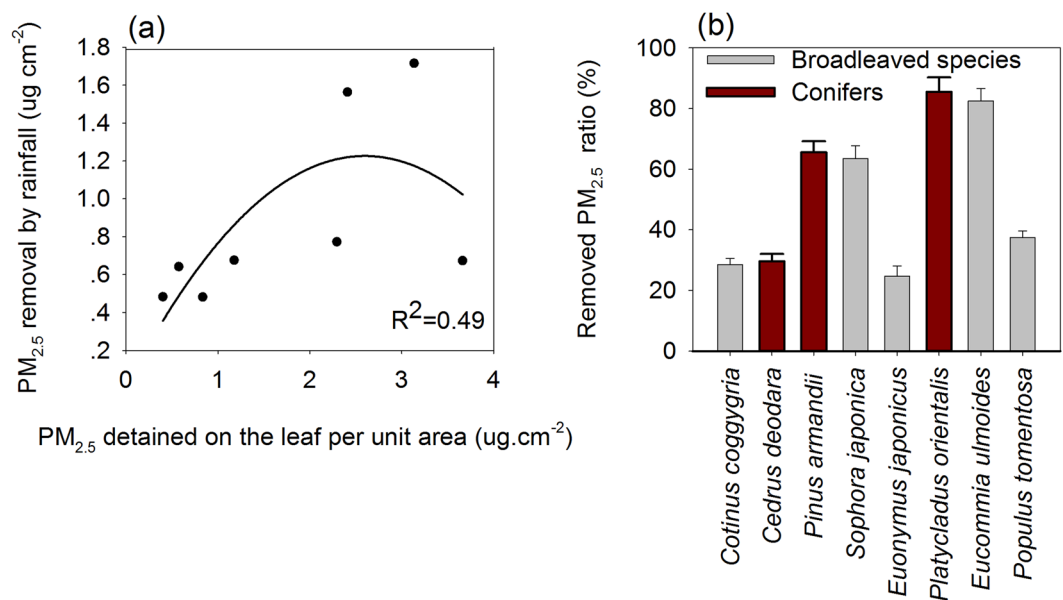 (a)
PM2.5 removal by rainfall (ug cm-2)
1.8
1.6
1.4
1.2
1.0
.8
.6
.4
.2
R2=0.49
0 1 2 3 4
PM2.5 detained on the leaf per unit area (ug.cm-2)
(b)
Removed PM2.5 ratio (%)
100
80
60
40
20
0
Broadleaved species
Conifers
Cotinus coggygria
Cedrus deodara
Pinus armandii
Sophora japonica
Euonymus japonicus
Platycladus orientalis
Eucommia ulmoides
Populus tomentosa